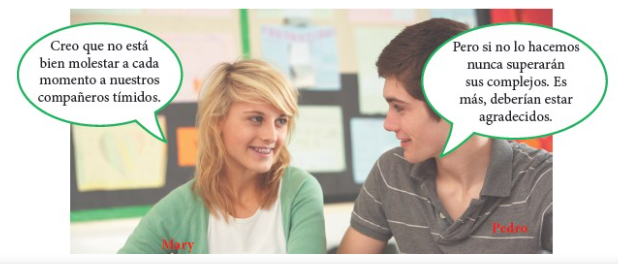 Creo que no está
bien molestar a cada
momento a nuestros
compañeros tímidos.
Pero si no lo hacemos
nunca superarán
sus complejos. Es
más, deberían estar
agradecidos.
Mary
Pedro